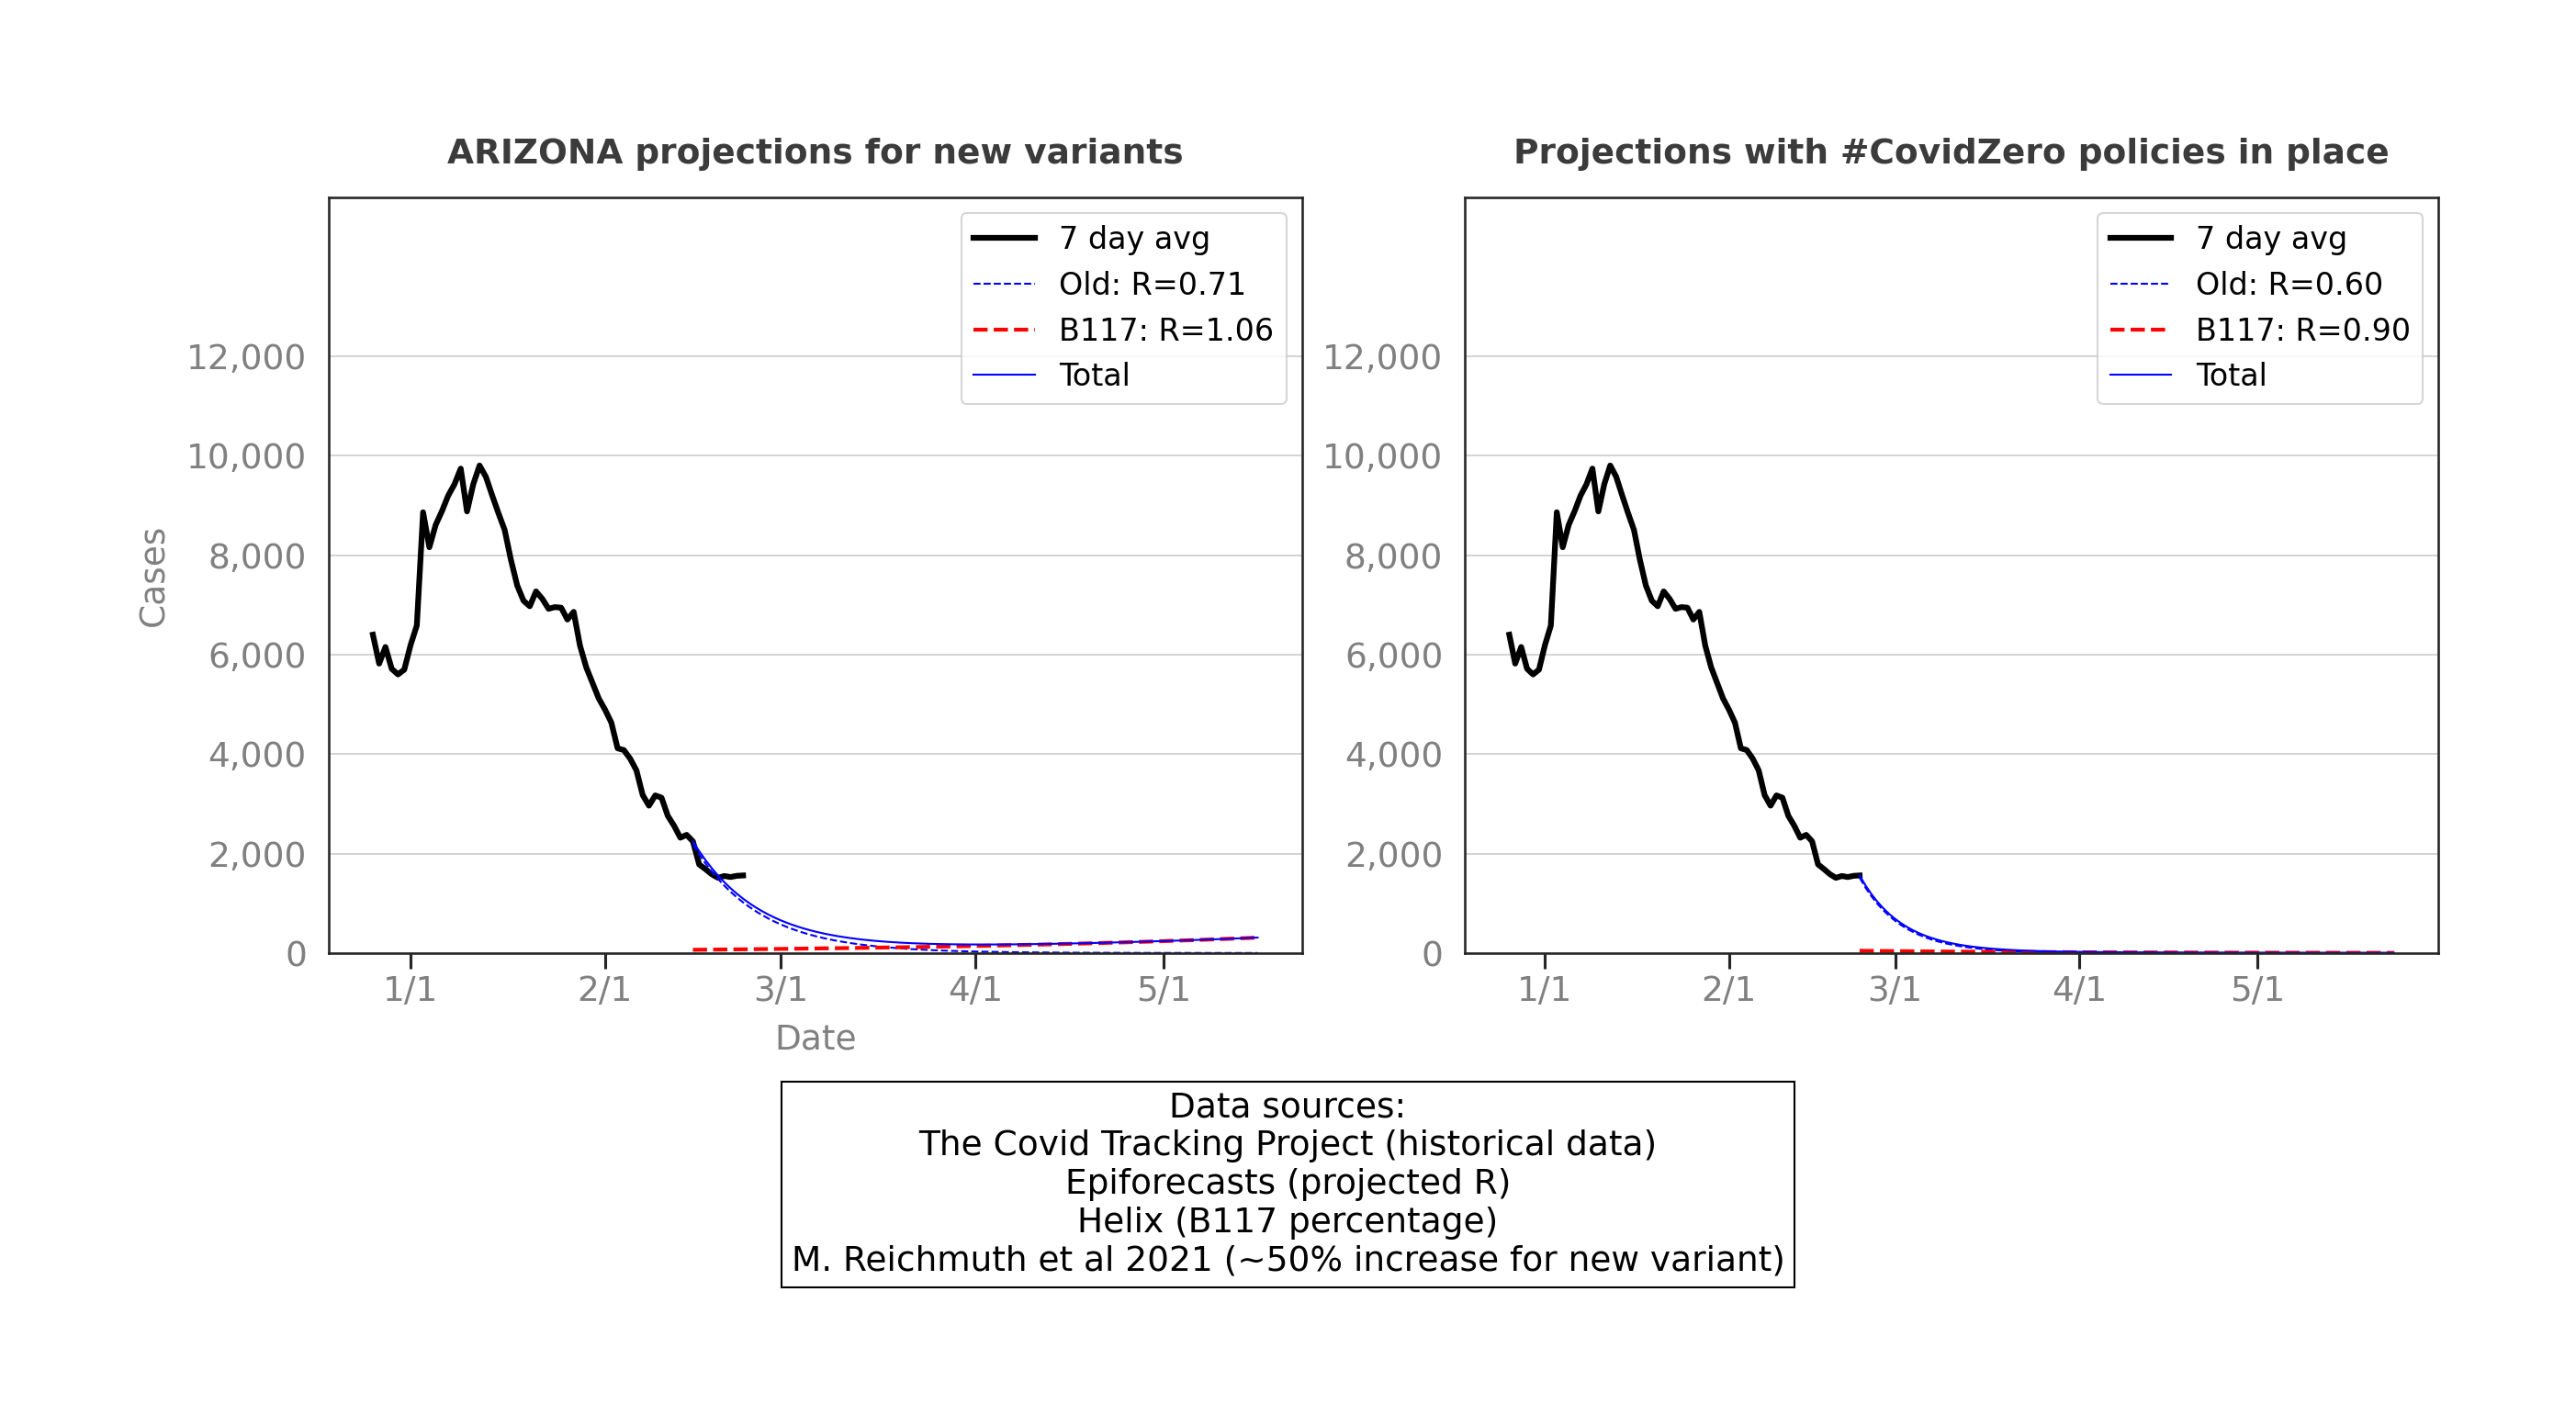 ARIZONA projections for new variants
7 day avg
Old: R=0.71
B117: R=1.06
Total
12,000
10,000
8,000
6,000
4,000
2,000
0
Cases
1/1
2/1
3/1
4/1
5/1
Date
Projections with #CovidZero policies in place
7 day avg
Old: R=0.60
B117: R=0.90
Total
12,000
10,000
8,000
6,000
4,000
2,000
0
1/1
2/1
3/1
4/1
5/1
Data sources:
The Covid Tracking Project (historical data)
Epiforecasts (projected R)
Helix (B117 percentage)
M. Reichmuth et al 2021 (~50% increase for new variant)